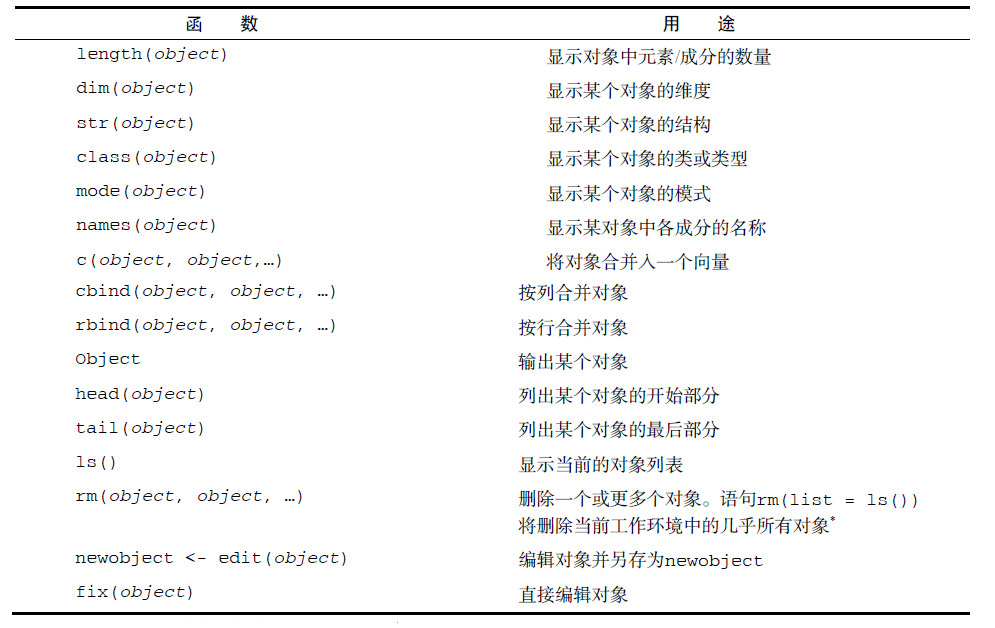 函 数 用 途
length(object) 显示对象中元素/成分的数量
dim(object) 显示某个对象的维度
str(object) 显示某个对象的结构
class(object) 显示某个对象的类或类型
mode(object) 显示某个对象的模式
names(object) 显示某对象中各成分的名称
c(object, object,…) 将对象合并入一个向量
cbind(object, object, …) 按列合并对象
rbind(object, object, …) 按行合并对象
Object 输出某个对象
head(object) 列出某个对象的开始部分
tail(object) 列出某个对象的最后部分
ls() 显示当前的对象列表
rm(object, object, …) 删除一个或更多个对象。语句rm(list = ls())
将删除当前工作环境中的几乎所有对象*
newobject <- edit(object) 编辑对象并另存为newobject
fix(object) 直接编辑对象